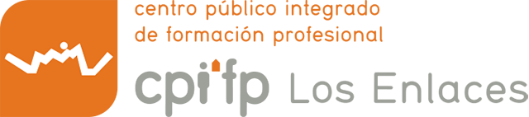 centro público integrado
de formación profesional
cpifp Los Enlaces